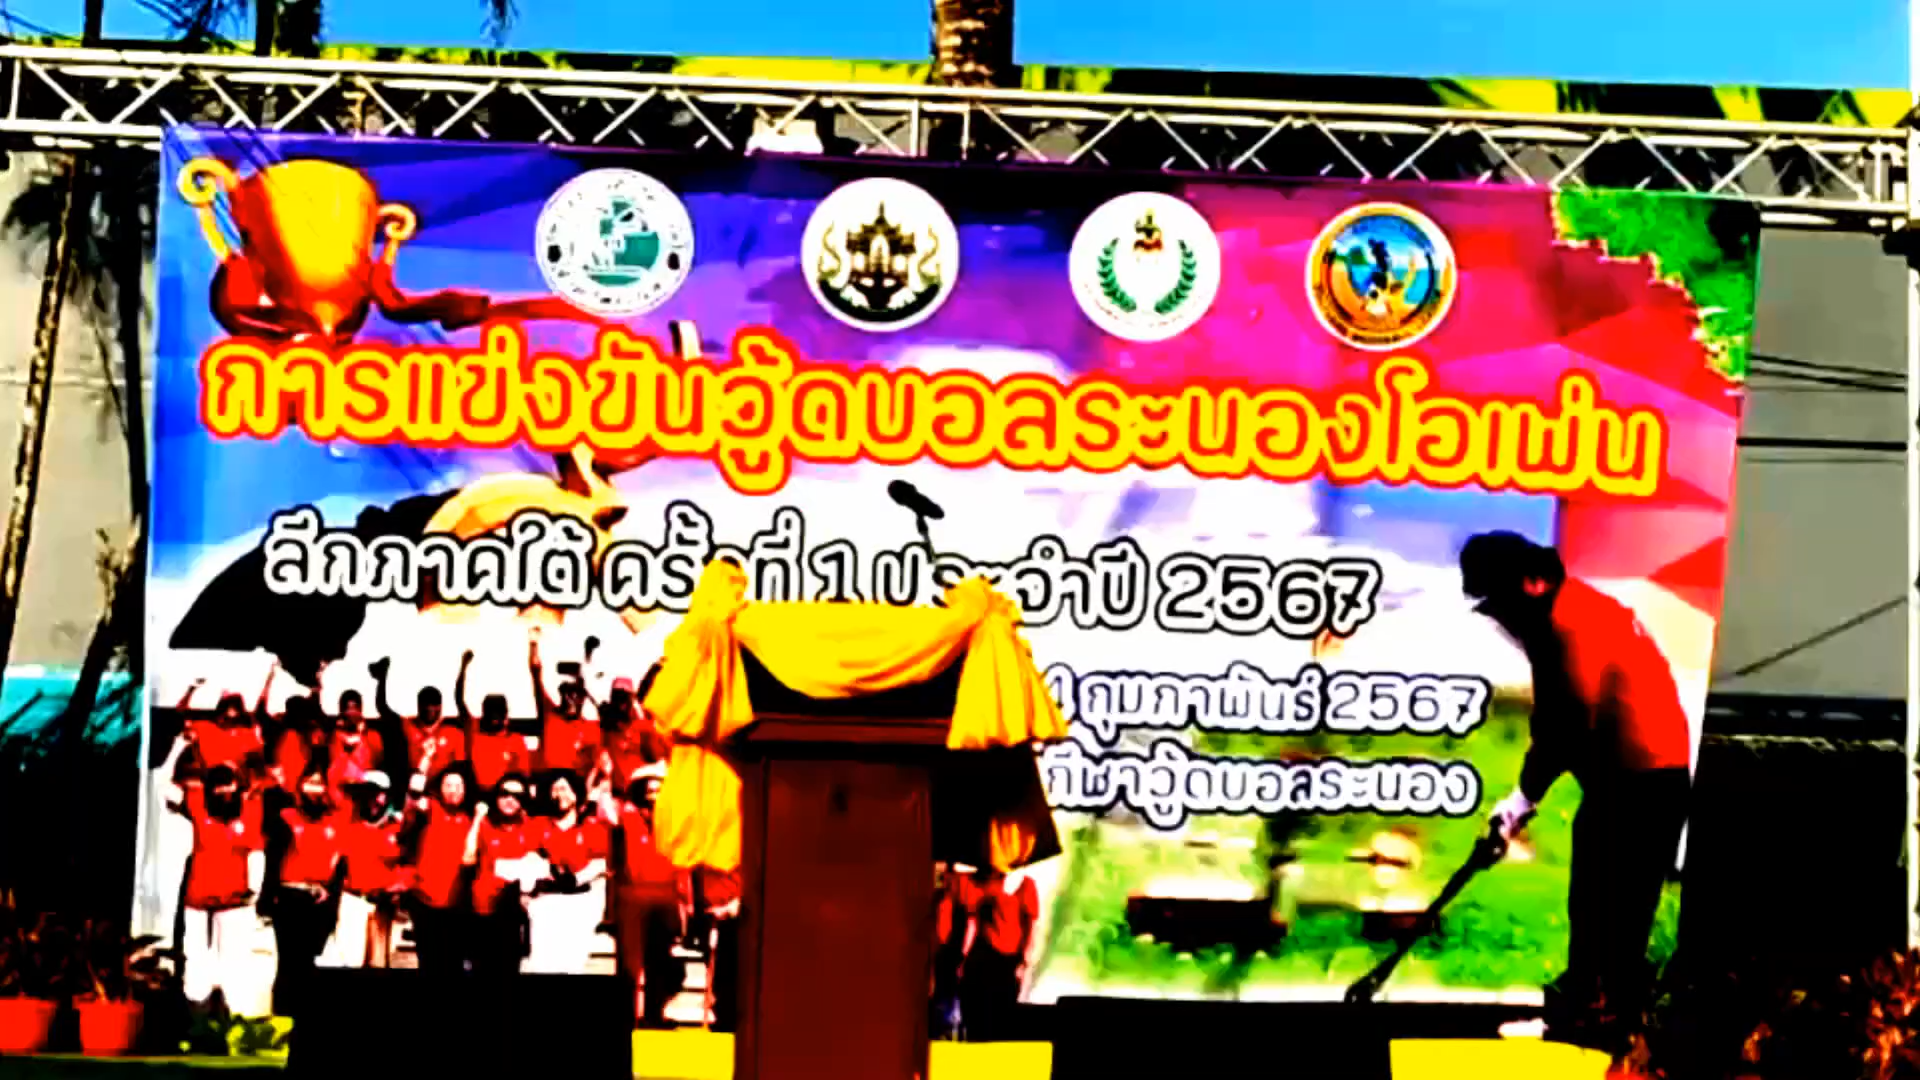 การแข่งขันวู้ดบอลระนองโอเพ่น
ลีกภาคใต้ ครั้งที่ 1 ประจำปี 2567
4 กุมภาพันธ์ 2567
กีฬาวู้ดบอลระนอง